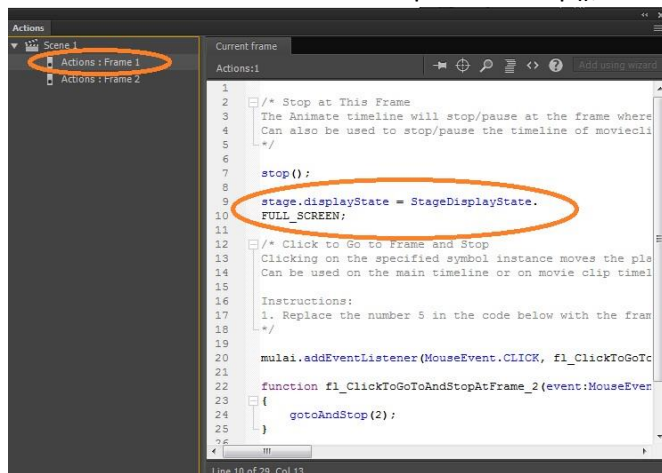 Actions
Scene 1
Actions : Frame 1
Actions : Frame 2
Current frame
Actions:1
Add using wizard
1
2 /* Stop at This Frame
3 The Animate timeline will stop/pause at the frame where
4 Can also be used to stop/pause the timeline of moviecli
5 */
6
7 stop();
8
9 stage.displayState = StageDisplayState.
10 FULL_SCREEN;
11
12 /* Click to Go to Frame and Stop
13 Clicking on the specified symbol instance moves the pla
14 Can be used on the main timeline or on movie clip timel
15
16 Instructions:
17 1. Replace the number 5 in the code below with the fram
18 */
19
20 mulai.addEventListener(MouseEvent.CLICK, fl_ClickToGoTo
21
22 function fl_ClickToGoToAndStopAtFrame_2(event:MouseEven
23 {
24 gotoAndStop(2);
25 }
26
Line 10 of 29, Col 13